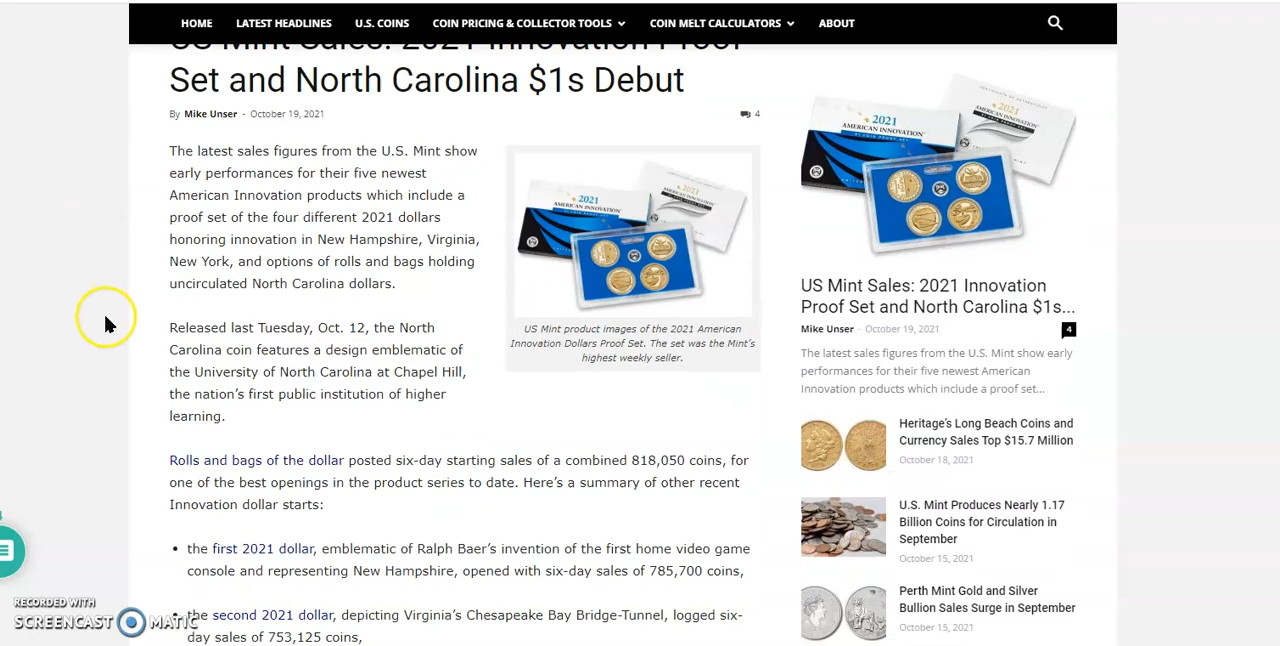 HOME LATEST HEADLINES U.S. COINS COIN PRICING & COLLECTOR TOOLS COIN MELT CALCULATORS ABOUT
US Mint Sales: 2021 Innovation Proof
Set and North Carolina $1s Debut
By Mike Unser - October 19, 2021 4
The latest sales figures from the U.S. Mint show
early performances for their five newest
American Innovation products which include a
proof set of the four different 2021 dollars
honoring innovation in New Hampshire, Virginia,
New York, and options of rolls and bags holding
uncirculated North Carolina dollars.
2021
AMERICAN INNOVATION
US Mint product images of the 2021 American
Innovation Dollars Proof Set. The set was the Mint's
highest weekly seller.
Released last Tuesday, Oct. 12, the North
Carolina coin features a design emblematic of
the University of North Carolina at Chapel Hill,
the nation's first public institution of higher
learning.
Rolls and bags of the dollar posted six-day starting sales of a combined 818,050 coins, for
one of the best openings in the product series to date. Here's a summary of other recent
Innovation dollar starts:
• the first 2021 dollar, emblematic of Ralph Baer's invention of the first home video game
console and representing New Hampshire, opened with six-day sales of 785,700 coins,
• the second 2021 dollar, depicting Virginia's Chesapeake Bay Bridge-Tunnel, logged six-
day sales of 753,125 coins,
2021
AMERICAN INNOVATION
2021
US Mint Sales: 2021 Innovation
Proof Set and North Carolina $1s...
Mike Unser - October 19, 2021 4
The latest sales figures from the U.S. Mint show
early performances for their five newest American
Innovation products which include a proof set...
Heritage's Long Beach Coins and
Currency Sales Top $15.7 Million
October 18, 2021
U.S. Mint Produces Nearly 1.17
Billion Coins for Circulation in
September
October 15, 2021
Perth Mint Gold and Silver
Bullion Sales Surge in September
October 15, 2021
RECORDED WITH
SCREENCAST MATIC